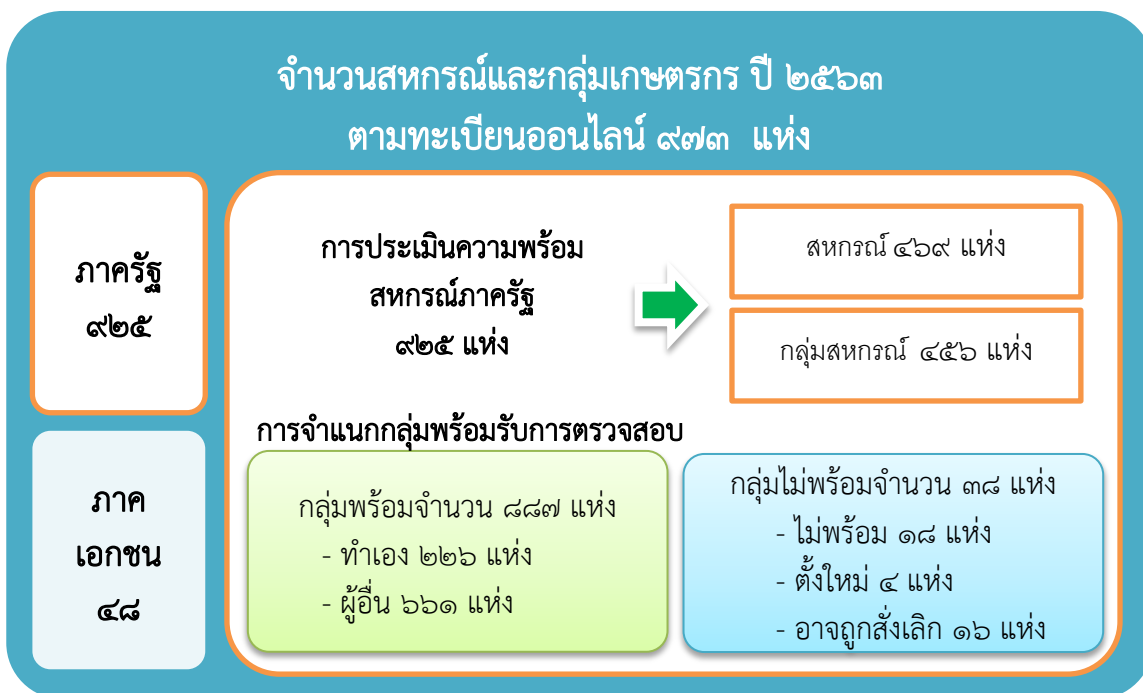 จำนวนสหกรณ์และกลุ่มเกษตรกร ปี ๒๕๖๓
ตามทะเบียนออนไลน์ ๙๗๓ แห่ง
ภาครัฐ
๙๒๕
การประเมินความพร้อม
สหกรณ์ภาครัฐ
๙๒๕ แห่ง
สหกรณ์ ๔๖๙ แห่ง
กลุ่มสหกรณ์ ๔๕๖ แห่ง
ภาค
เอกชน
๔๘
การจำแนกกลุ่มพร้อมรับการตรวจสอบ
กลุ่มพร้อมจำนวน ๘๘๗ แห่ง
- ทำเอง ๒๒๖ แห่ง
- ผู้อื่น ๖๖๑ แห่ง
กลุ่มไม่พร้อมจำนวน ๓๘ แห่ง
- ไม่พร้อม ๑๘ แห่ง
- ตั้งใหม่ ๔ แห่ง
- อาจถูกสั่งเลิก ๑๖ แห่ง